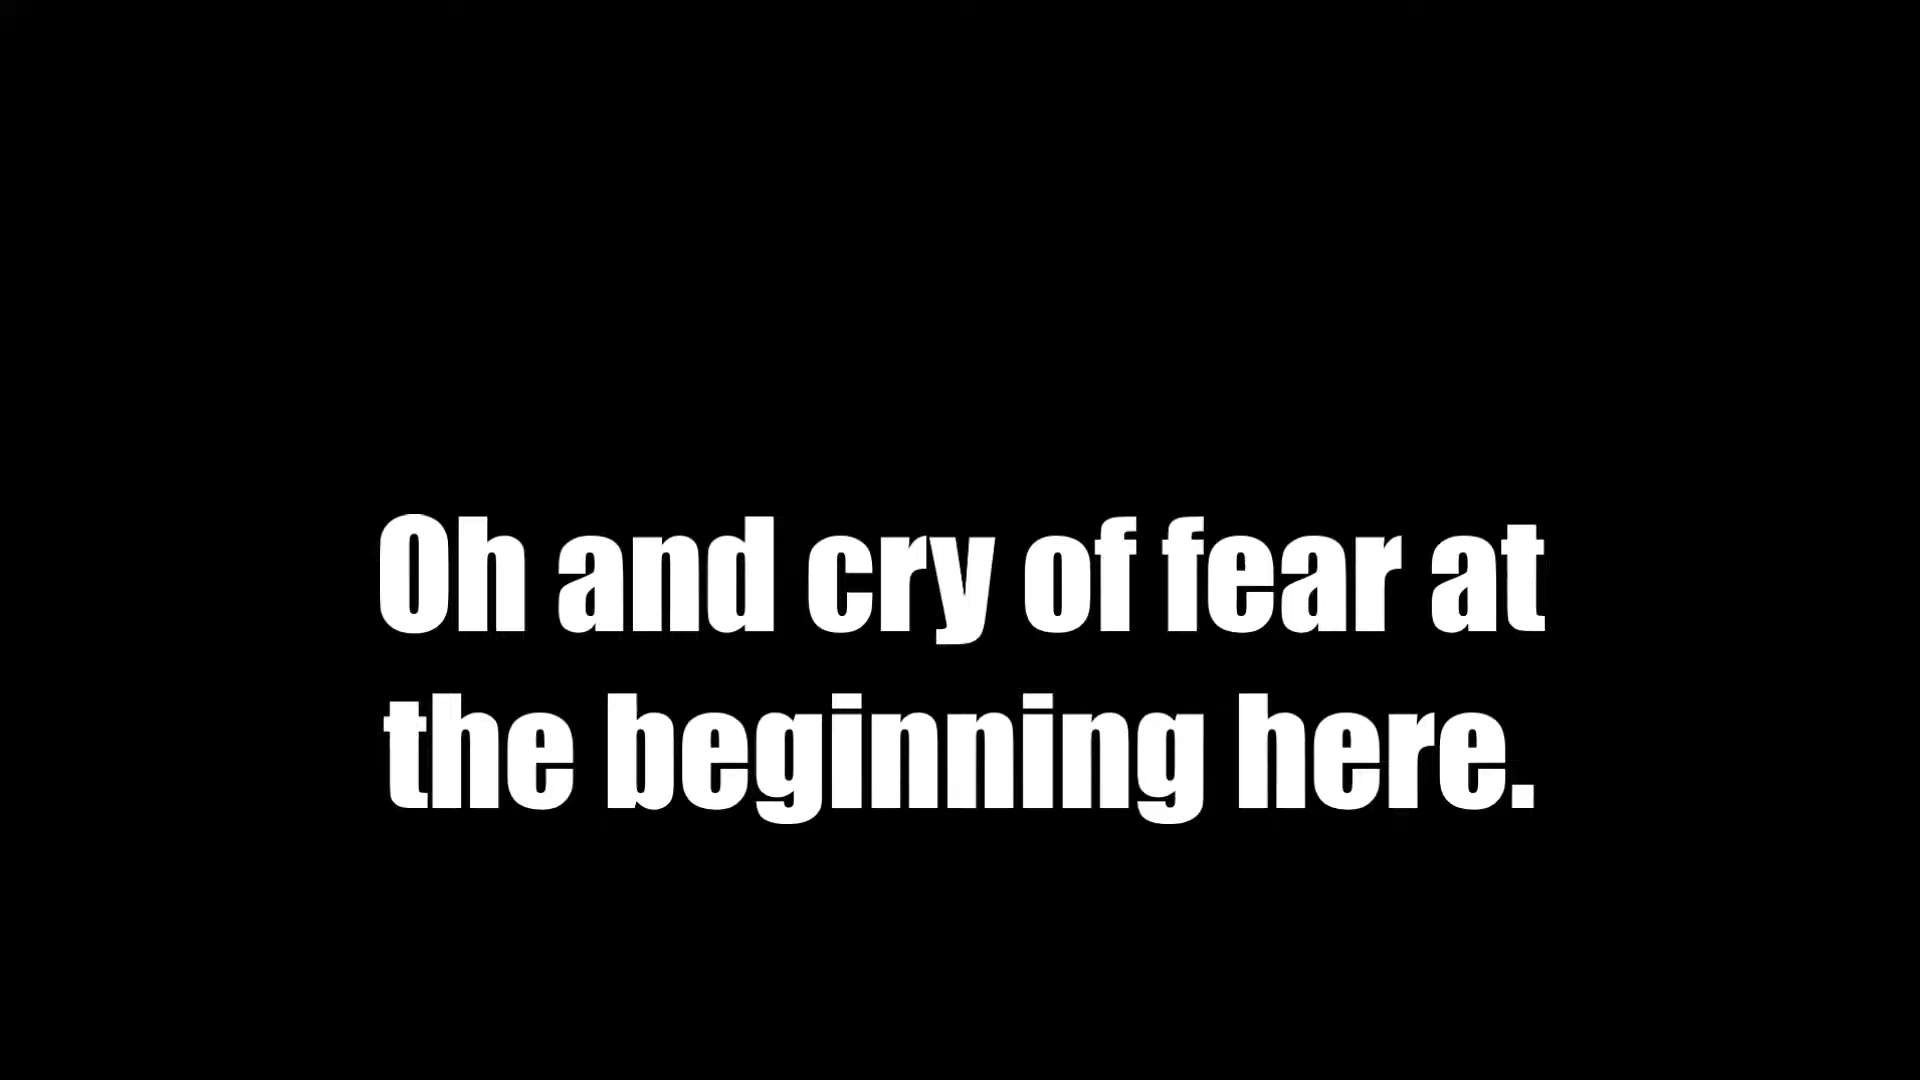 Oh and cry of fear at
the beginning here.